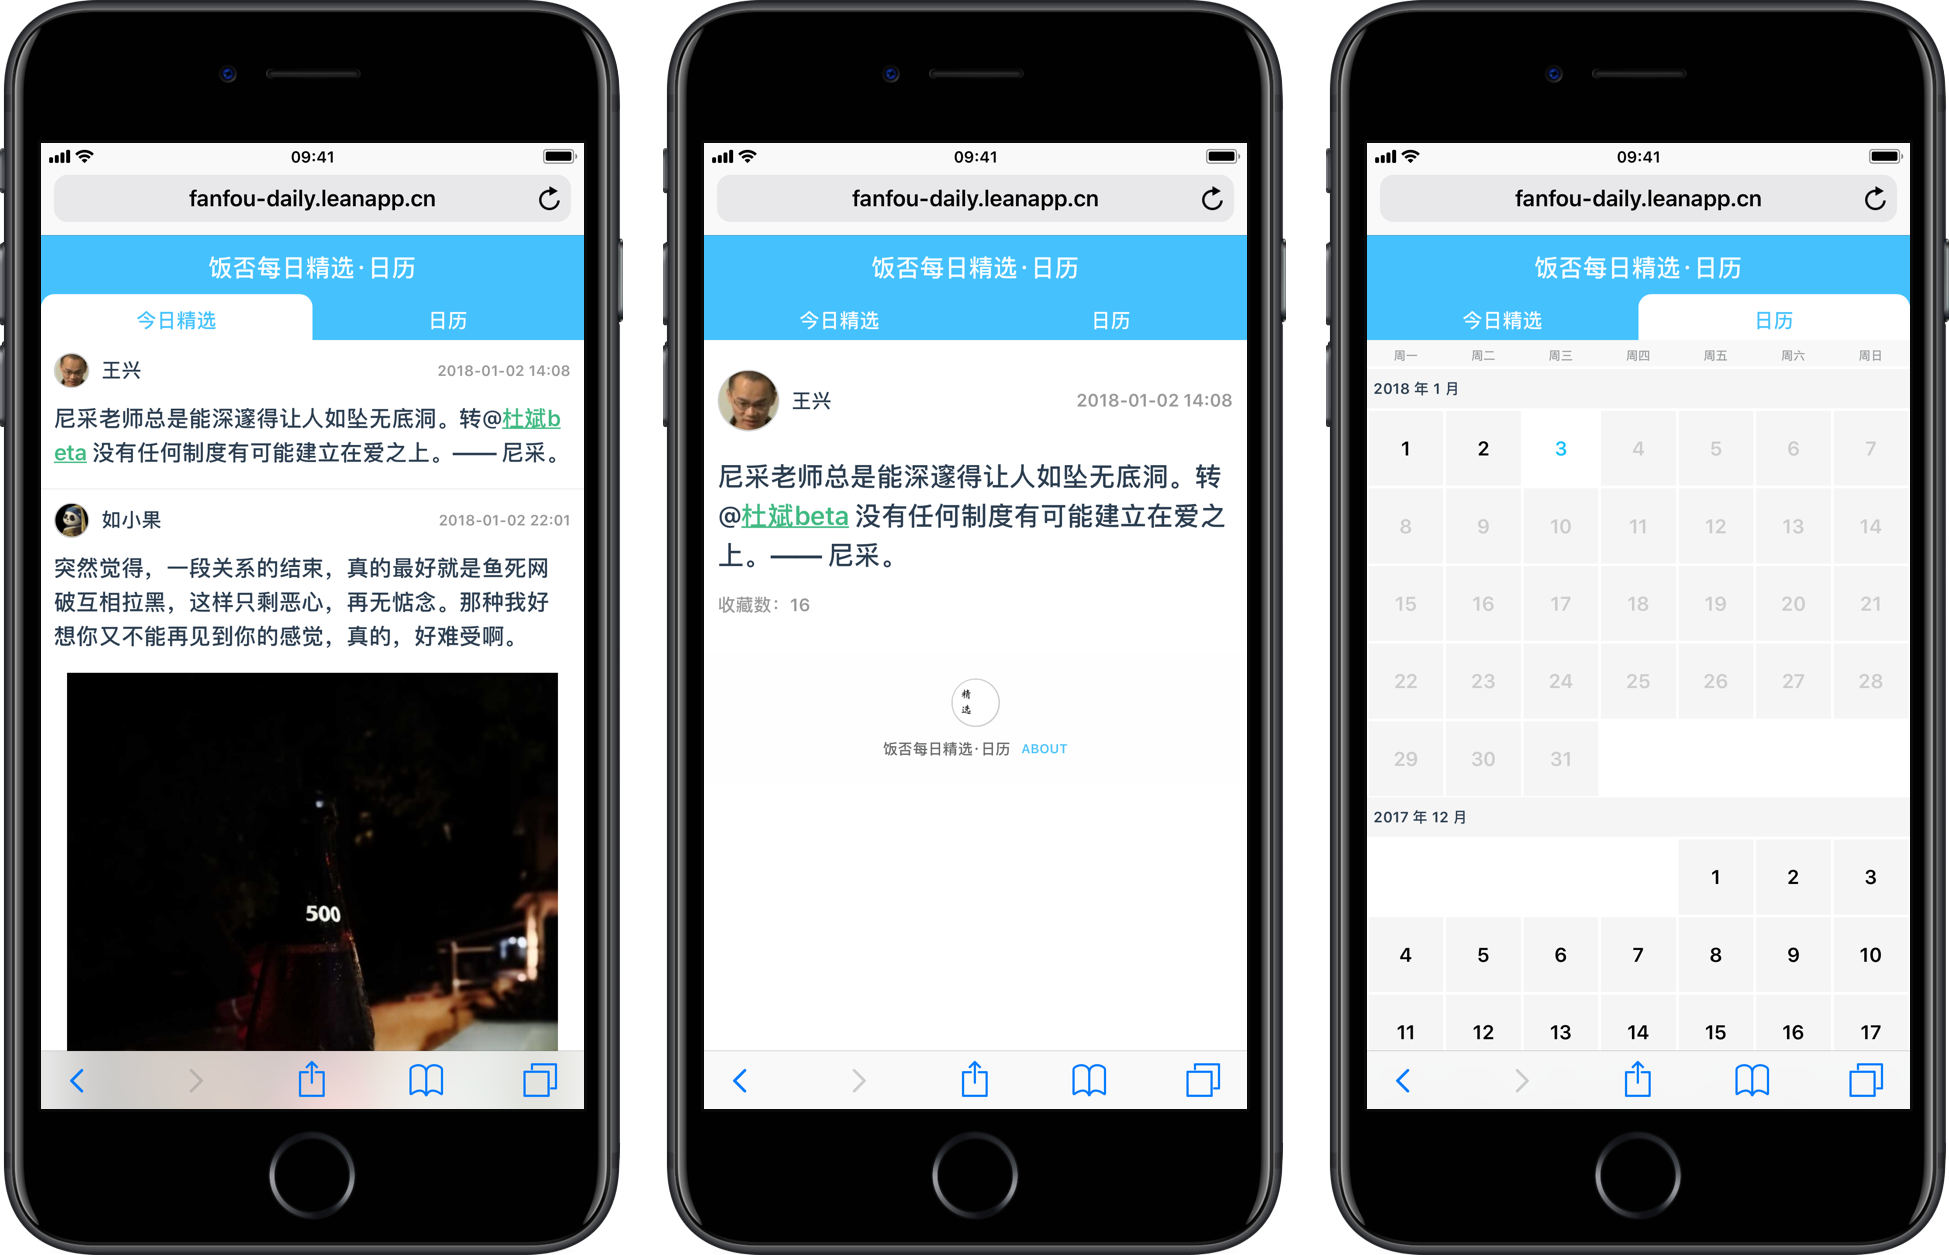 09:41
fanfou-daily.leanapp.cn
饭否每日精选·日历
今日精选 日历
王兴 2018-01-02 14:08
尼采老师总是能深邃得让人如坠无底洞。转@杜斌b
eta 没有任何制度有可能建立在爱之上。—— 尼采。
如小果 2018-01-02 22:01
突然觉得，一段关系的结束，真的最好就是鱼死网
破互相拉黑，这样只剩恶心，再无惦念。那种我好
想你又不能再见到你的感觉，真的，好难受啊。
500
09:41
fanfou-daily.leanapp.cn
饭否每日精选·日历
今日精选 日历
王兴 2018-01-02 14:08
尼采老师总是能深邃得让人如坠无底洞。转
@杜斌beta 没有任何制度有可能建立在爱之
上。—— 尼采。
收藏数：16
精
选
饭否每日精选·日历 ABOUT
09:41
fanfou-daily.leanapp.cn
饭否每日精选·日历
今日精选 日历
周一 周二 周三 周四 周五 周六 周日
2018 年 1 月
1 2 3 4 5 6 7
8 9 10 11 12 13 14
15 16 17 18 19 20 21
22 23 24 25 26 27 28
29 30 31
2017 年 12 月
1 2 3
4 5 6 7 8 9 10
11 12 13 14 15 16 17